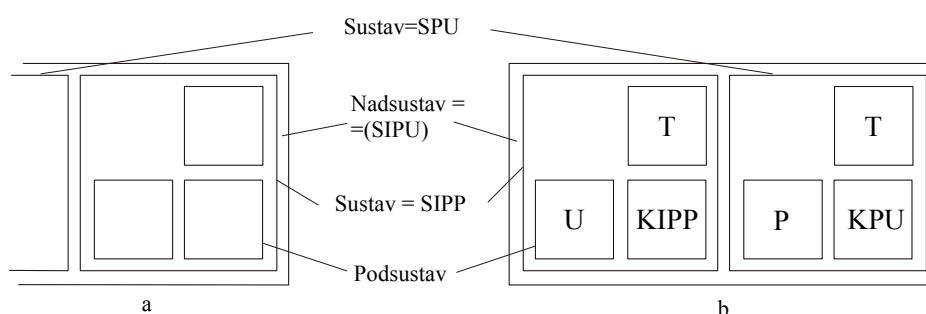 Sustav=SPU
Nadsustav =
=(SIPU)
T
T
Sustav = SIPP
U
KIPP
P
KPU
Podsustav
a
b